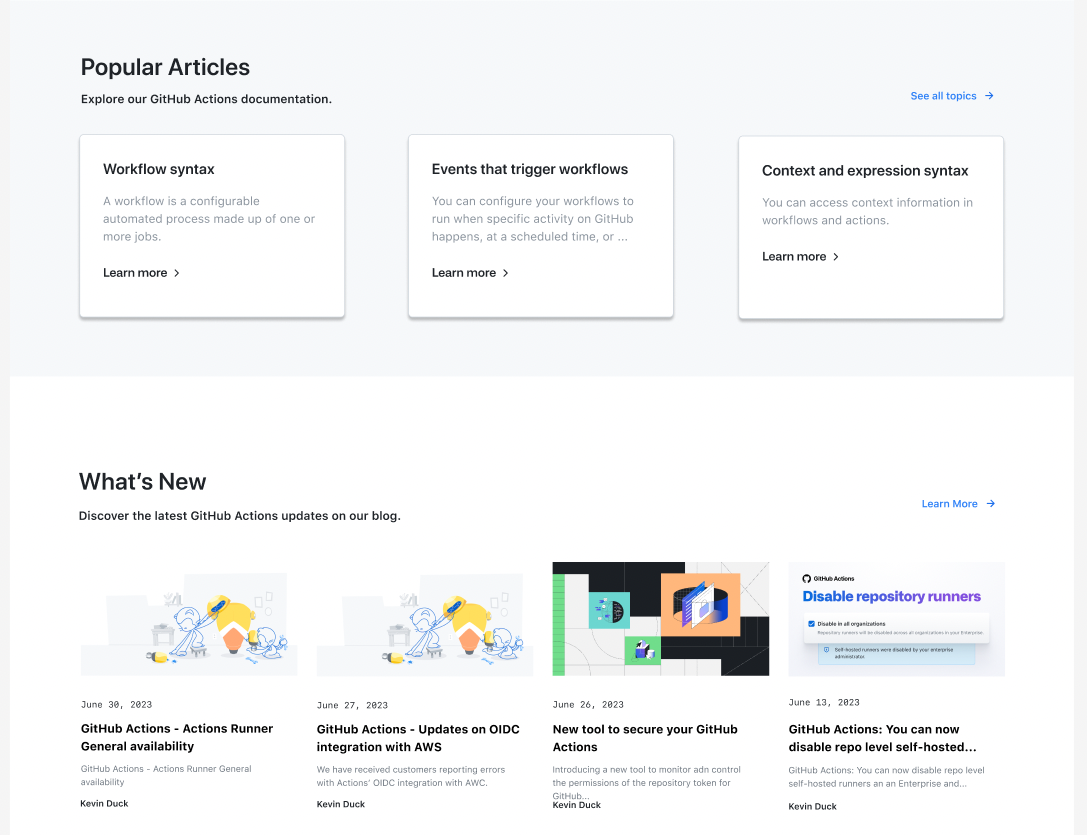 Popular Articles
Explore our GitHub Actions documentation.
See all topics
Workflow syntax
A workflow is a configurable
automated process made up of one or
more jobs.
Learn more
Events that trigger workflows
You can configure your workflows to
run when specific activity on GitHub
happens, at a scheduled time, or ...
Learn more
Context and expression syntax
You can access context information in
workflows and actions.
Learn more
What's New
Discover the latest GitHub Actions updates on our blog.
Learn More
GitHub Actions
Disable repository runners
Disable in all organizations
Repository runners will be disabled across all organizations in your Enterprise.
Self-hosted runners were disabled by your enterprise
administrator.
June 30, 2023
GitHub Actions - Actions Runner
General availability
GitHub Actions - Actions Runner General
availability
Kevin Duck
June 27, 2023
GitHub Actions - Updates on OIDC
integration with AWS
We have received customers reporting errors
with Actions' OIDC integration with AWC.
Kevin Duck
June 26, 2023
New tool to secure your GitHub
Actions
Introducing a new tool to monitor adn control
the permissions of the repository token for
GitHub...
Kevin Duck
June 13, 2023
GitHub Actions: You can now
disable repo level self-hosted...
GitHub Actions: You can now disable repo level
self-hosted runners an an Enterprise and...
Kevin Duck